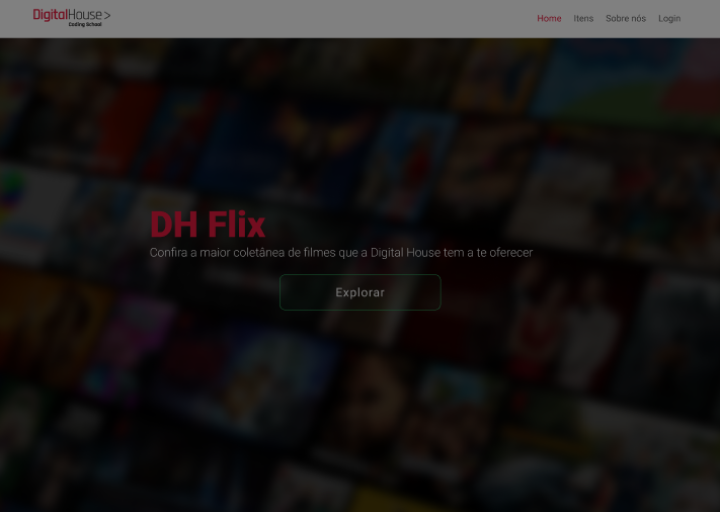 DigitalHouse>
Coding School
Home Itens Sobre nós Login
DH Flix
Confira a maior coletânea de filmes que a Digital House tem a te oferecer
Explorar